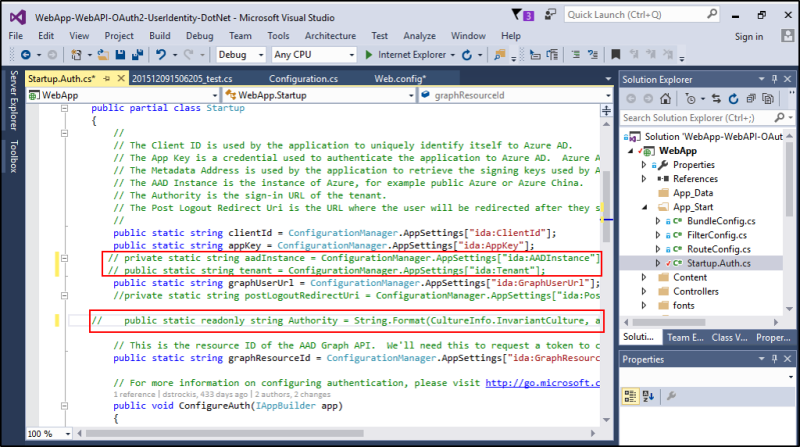 WebApp-WebAPI-OAuth2-UserIdentity-DotNet - Microsoft Visual Studio
3
Quick Launch (Ctrl+Q)
File Edit View Project Build Debug Team Tools Architecture Test Analyze Window Help
Sign in
Debug Any CPU Internet Explorer
Server Explorer
Toolbox
Startup.Auth.cs* 201512091506205_test.cs Configuration.cs Web.config*
WebApp WebApp.Startup graphResourceId
public partial class Startup
{
//
// The Client ID is used by the application to uniquely identify itself to Azure AD.
// The App Key is a credential used to authenticate the application to Azure AD. Azure A
// The Metadata Address is used by the application to retrieve the signing keys used by A
// The AAD Instance is the instance of Azure, for example public Azure or Azure China.
// The Authority is the sign-in URL of the tenant.
// The Post Logout Redirect Uri is the URL where the user will be redirected after they s
//
public static string clientId = ConfigurationManager.AppSettings["ida:ClientId"];
public static string appKey = ConfigurationManager.AppSettings["ida:AppKey"];
// private static string aadInstance = ConfigurationManager.AppSettings["ida:AADInstance"]
// public static string tenant = ConfigurationManager.AppSettings["ida:Tenant"];
public static string graphUserUrl = ConfigurationManager.AppSettings["ida:GraphUserUrl"];
//private static string postLogoutRedirectUri = ConfigurationManager.AppSettings["ida:Pos
// public static readonly string Authority = String.Format(CultureInfo.InvariantCulture, a
// This is the resource ID of the AAD Graph API. We'll need this to request a token to c
public static string graphResourceId = ConfigurationManager.AppSettings["ida:GraphResourc
// For more information on configuring authentication, please visit http://go.microsoft.c
1 reference | dstrockis, 433 days ago | 2 authors, 2 changes
public void ConfigureAuth(IAppBuilder app)
{
100 %
Solution Explorer
Search Solution Explorer (Ctrl+;)
Solution 'WebApp-WebAPI-OAu
WebApp
Properties
References
App_Data
App_Start
BundleConfig.cs
FilterConfig.cs
RouteConfig.cs
Startup.Auth.cs
Content
Controllers
fonts
Soluti... Team E... Class V... Proper...
Properties